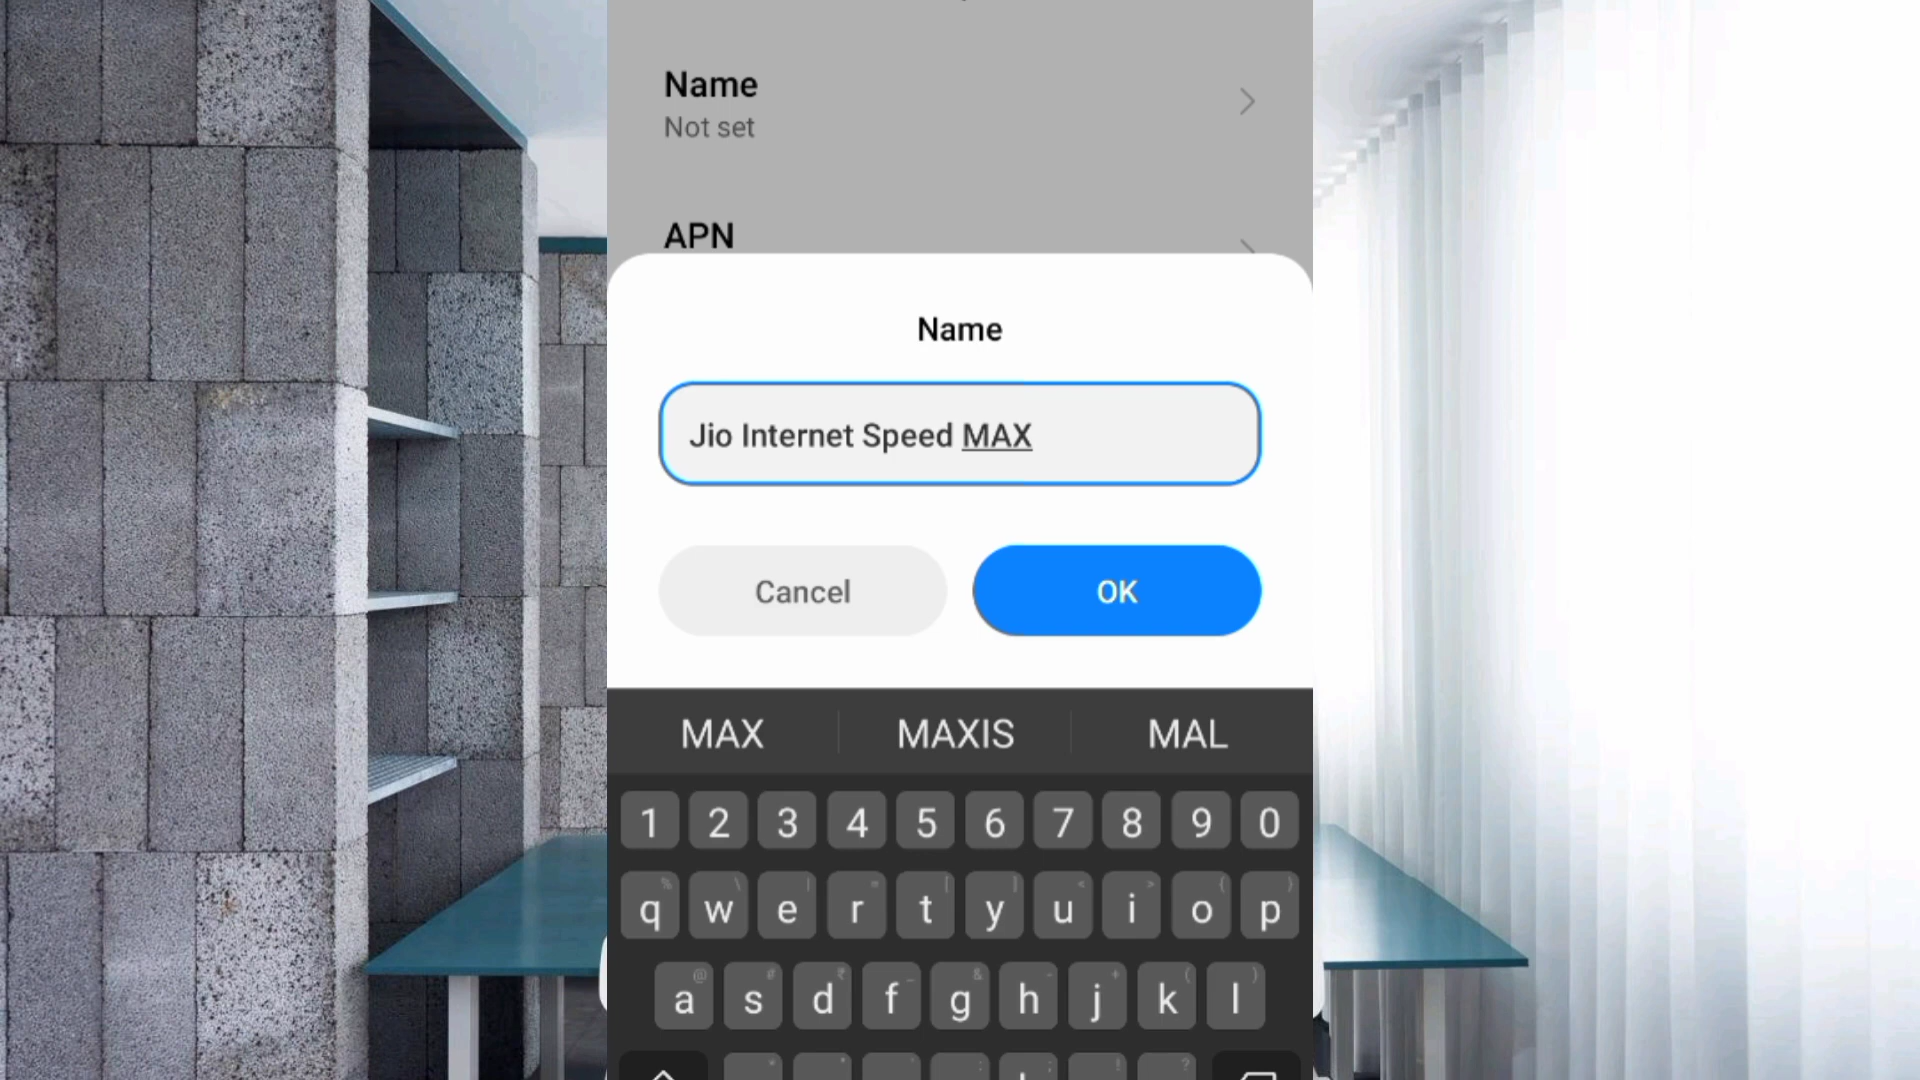 Name
Not set
APN
Name
Jio Internet Speed MAX
Cancel OK
MAX MAXIS MAL
1 2 3 4 5 6 7 8 9 0
q w e r t y u i o p
a s d f g h j k l